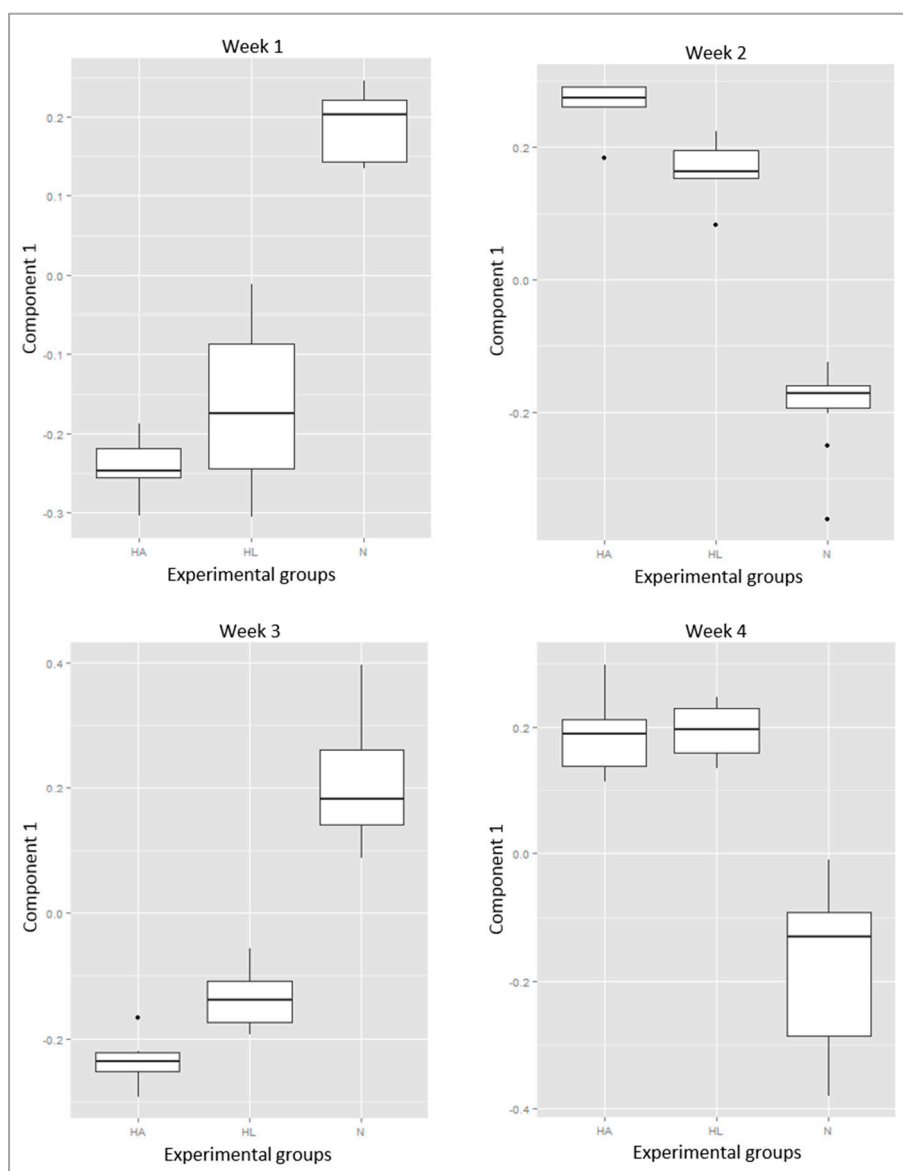 Week 1
0.2
0.1
0.0
-0.1
-0.2
-0.3
Component 1
HA HL N
Experimental groups
Week 2
0.2
0.0
-0.2
Component 1
HA HL N
Experimental groups
Week 3
0.4
0.2
0.0
-0.2
Component 1
HA HL N
Experimental groups
Week 4
0.2
0.0
-0.2
-0.4
Component 1
HA HL N
Experimental groups